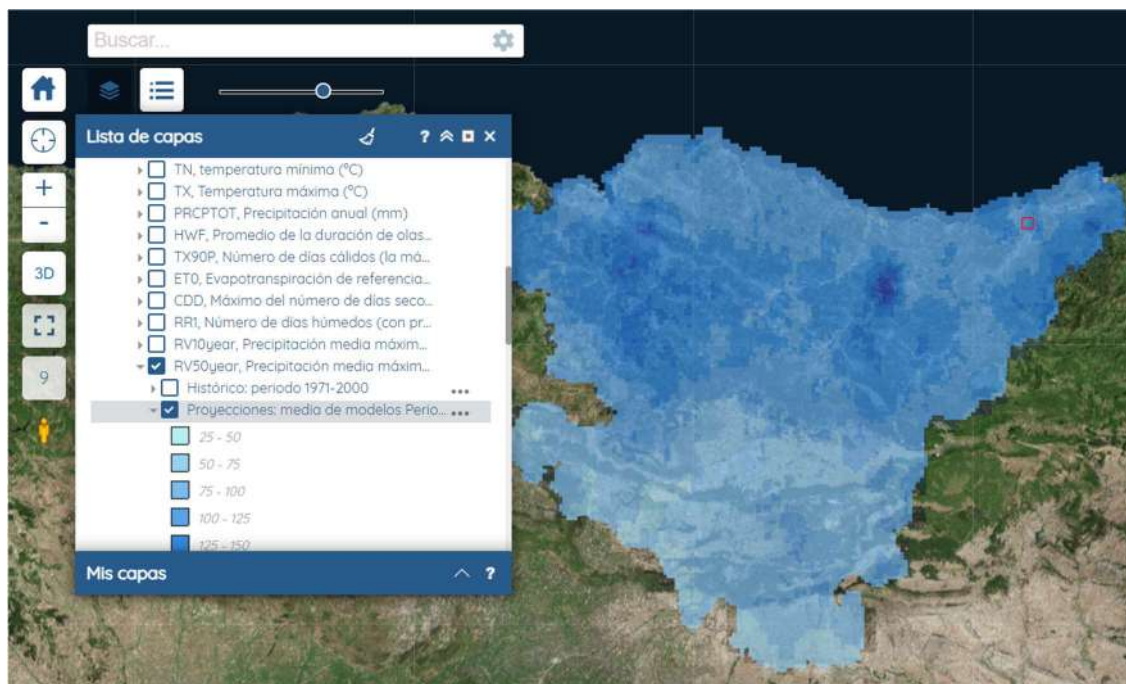 Buscar...
Lista de capas
? 
TN, temperatura mínima (ºC)
TX, Temperatura máxima (ºC)
PRCPTOT, Precipitación anual (mm)
HWF, Promedio de la duración de olas...
TX90P, Número de días cálidos (la má...
ET0, Evapotranspiración de referencia...
CDD, Máximo del número de días seco...
RR1, Número de días húmedos (con pr...
RV10year, Precipitación media máxim...
RV50year, Precipitación media máxim...
Histórico: periodo 1971-2000 ...
Proyecciones: media de modelos Perio... ...
25 - 50
50 - 75
75 - 100
100 - 125
125 - 150
Mis capas ?
+
-
3D
9